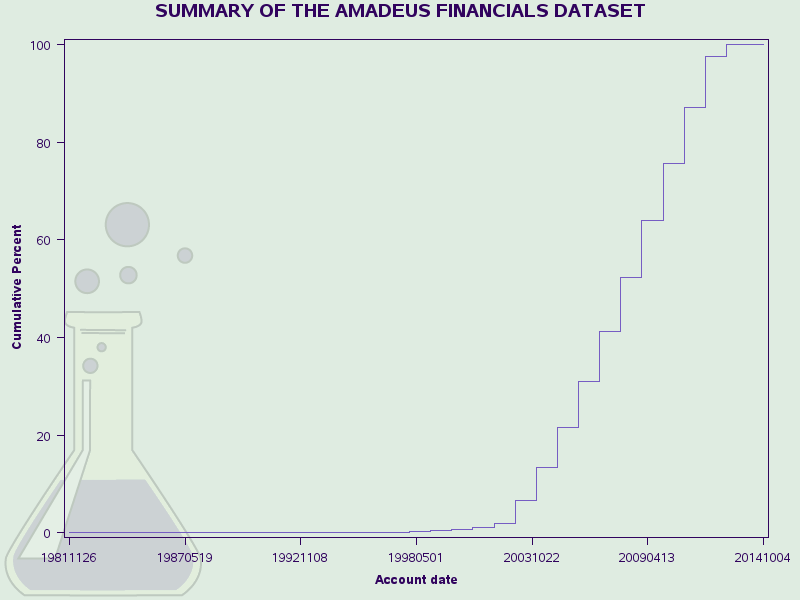 SUMMARY OF THE AMADEUS FINANCIALS DATASET
100
80
60
40
20
0
Cumulative Percent
19811126 19870519 19921108 19980501 20031022 20090413 20141004
Account date